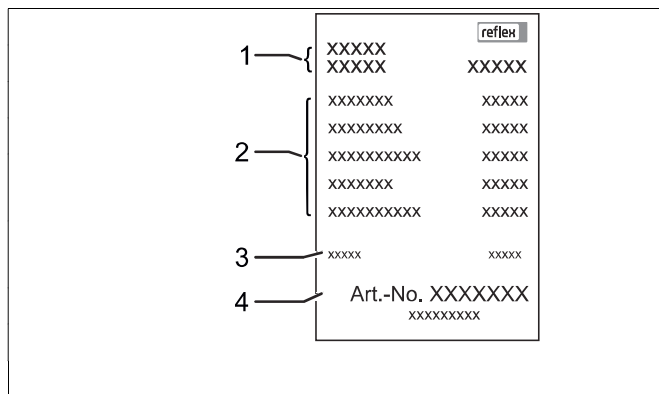 reflex
1
XXXXX
XXXXX XXXXX
2
xxxxxxx xxxxx
xxxxxxxx xxxxx
xxxxxxxxxx xxxxx
xxxxxxx xxxxx
xxxxxxxxxx xxxxx
3 xxxxx xxxxx
4 Art.-No. XXXXXXX
xxxxxxxxx